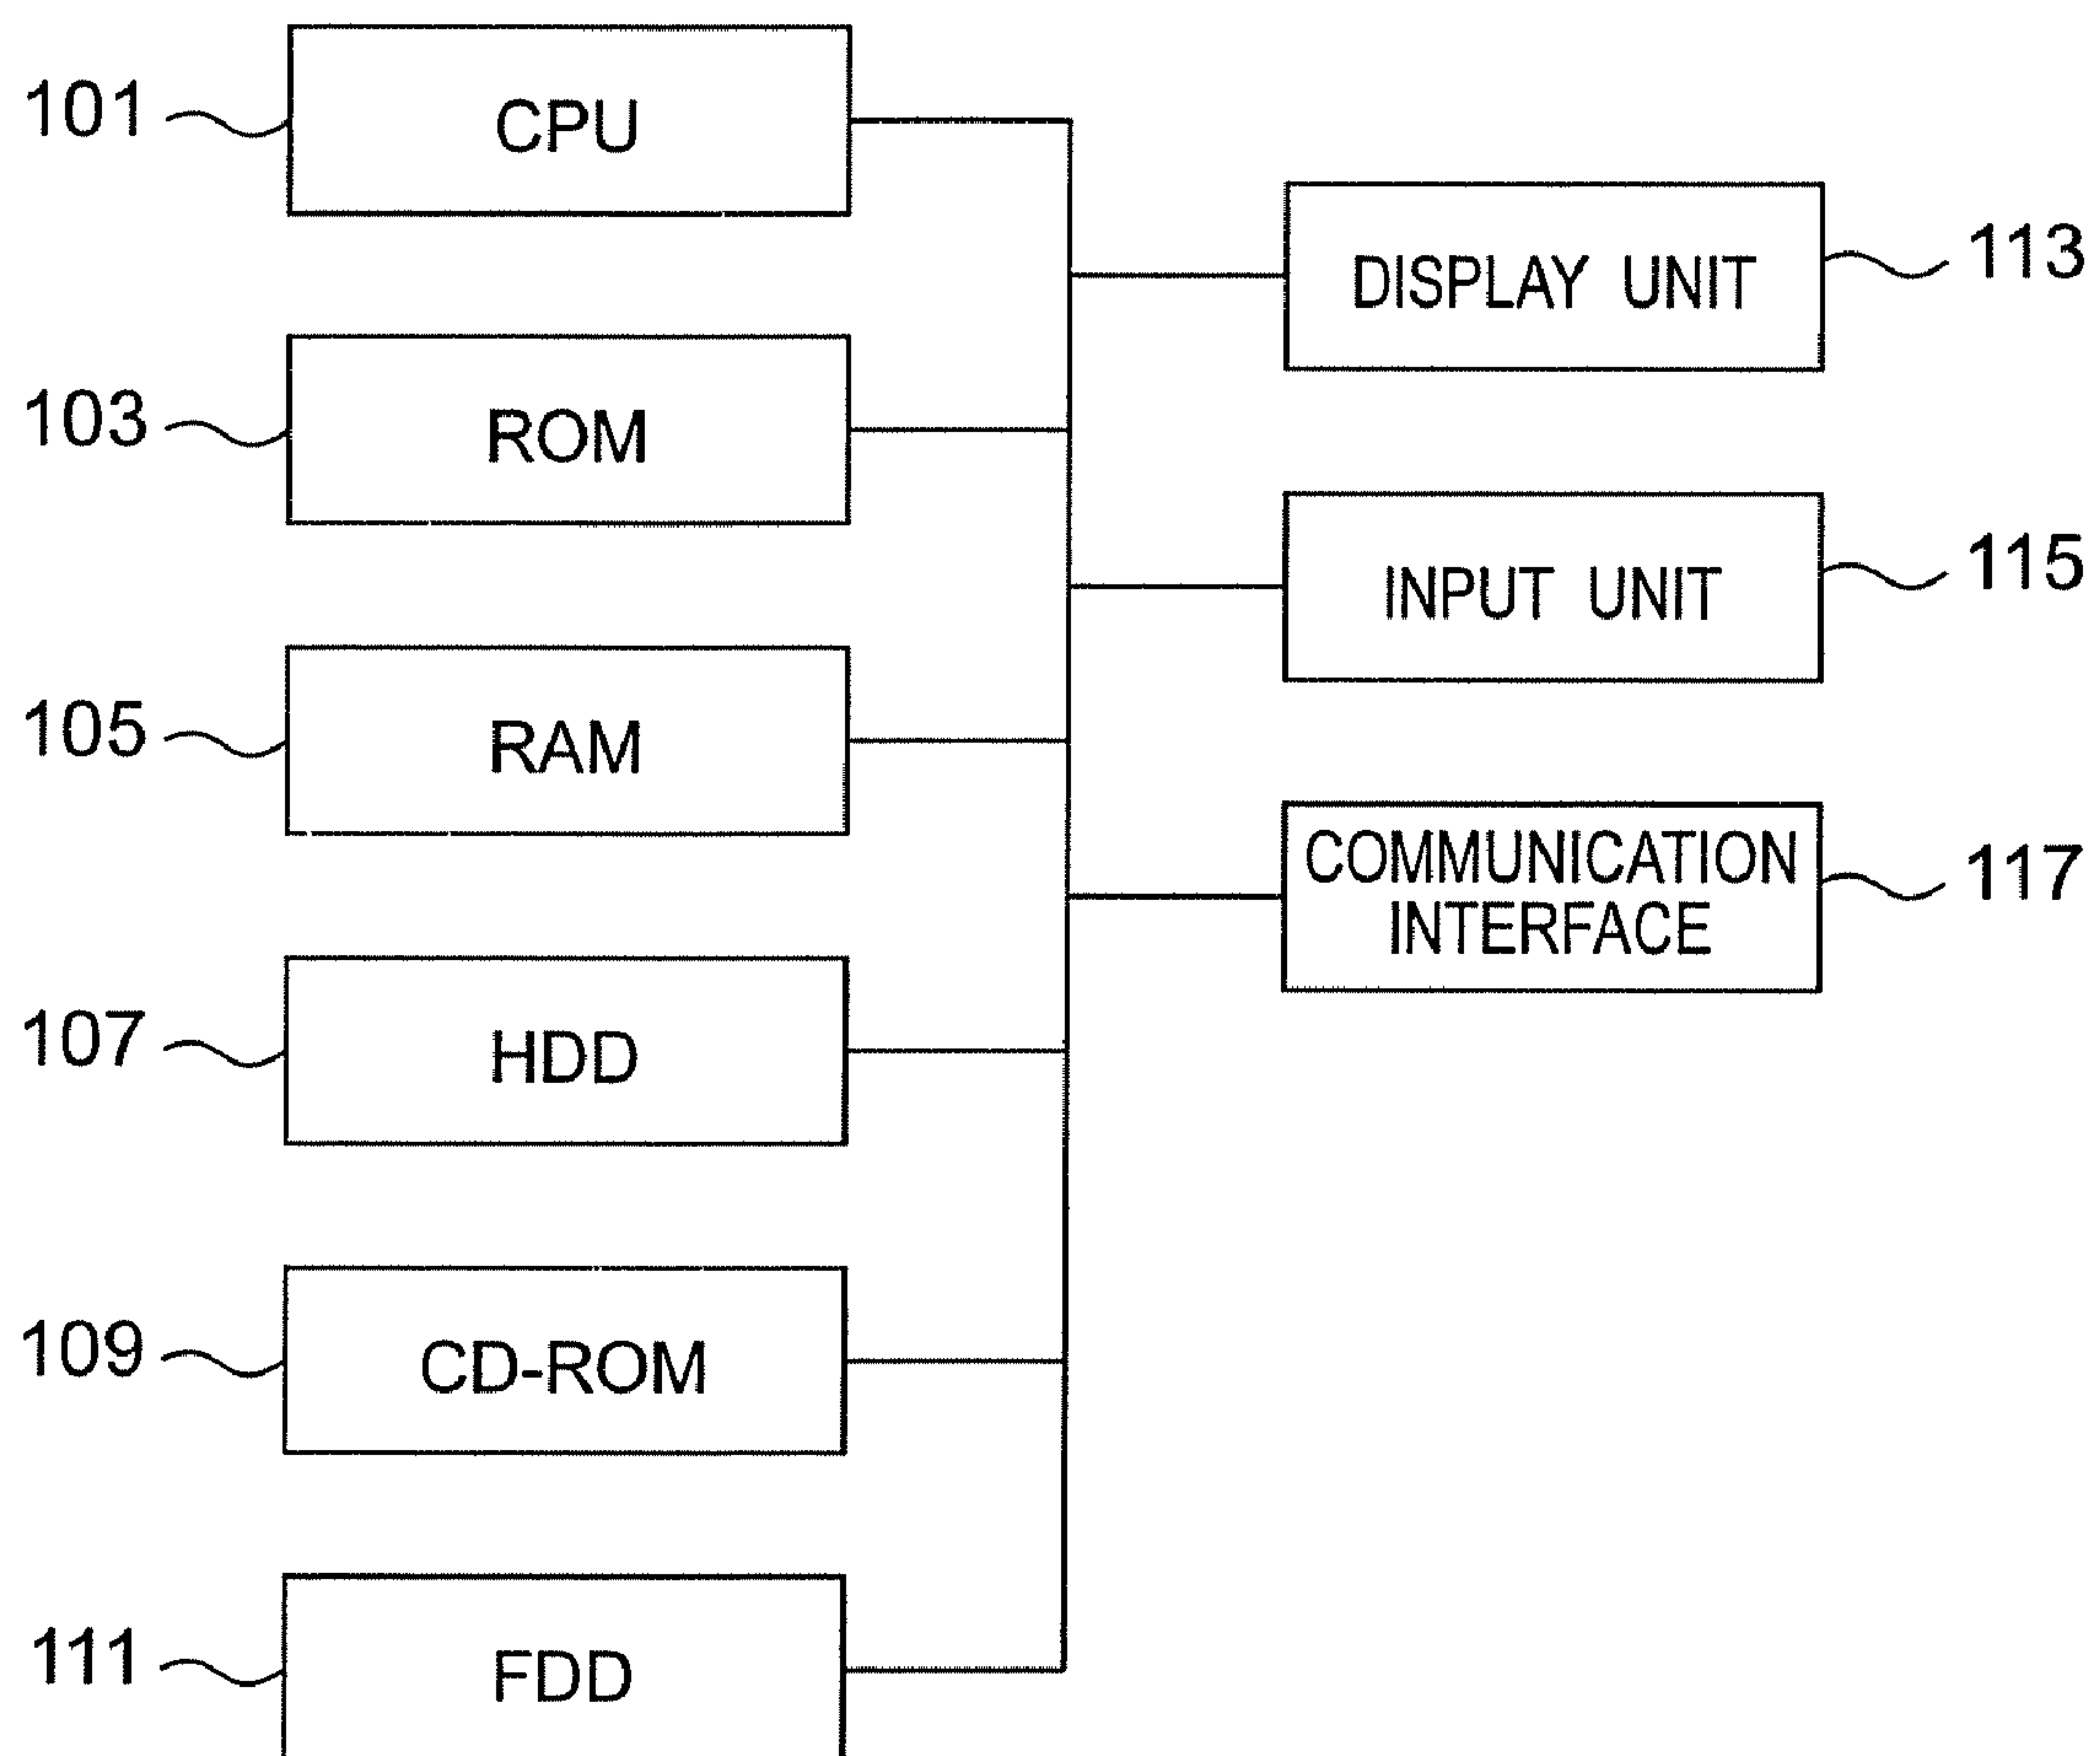 101
CPU
103
ROM
105
RAM
107
HDD
109
CD-ROM
111
FDD
DISPLAY UNIT
113
INPUT UNIT
115
COMMUNICATION
INTERFACE
117